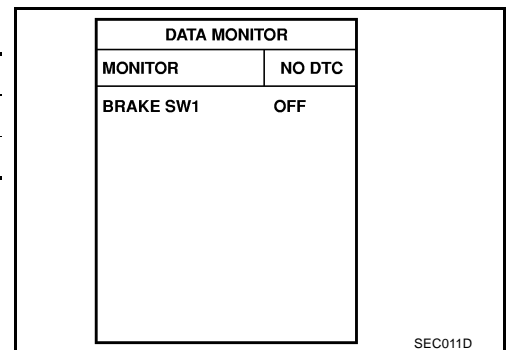 DATA MONITOR
MONITOR NO DTC
BRAKE SW1 OFF
SEC011D